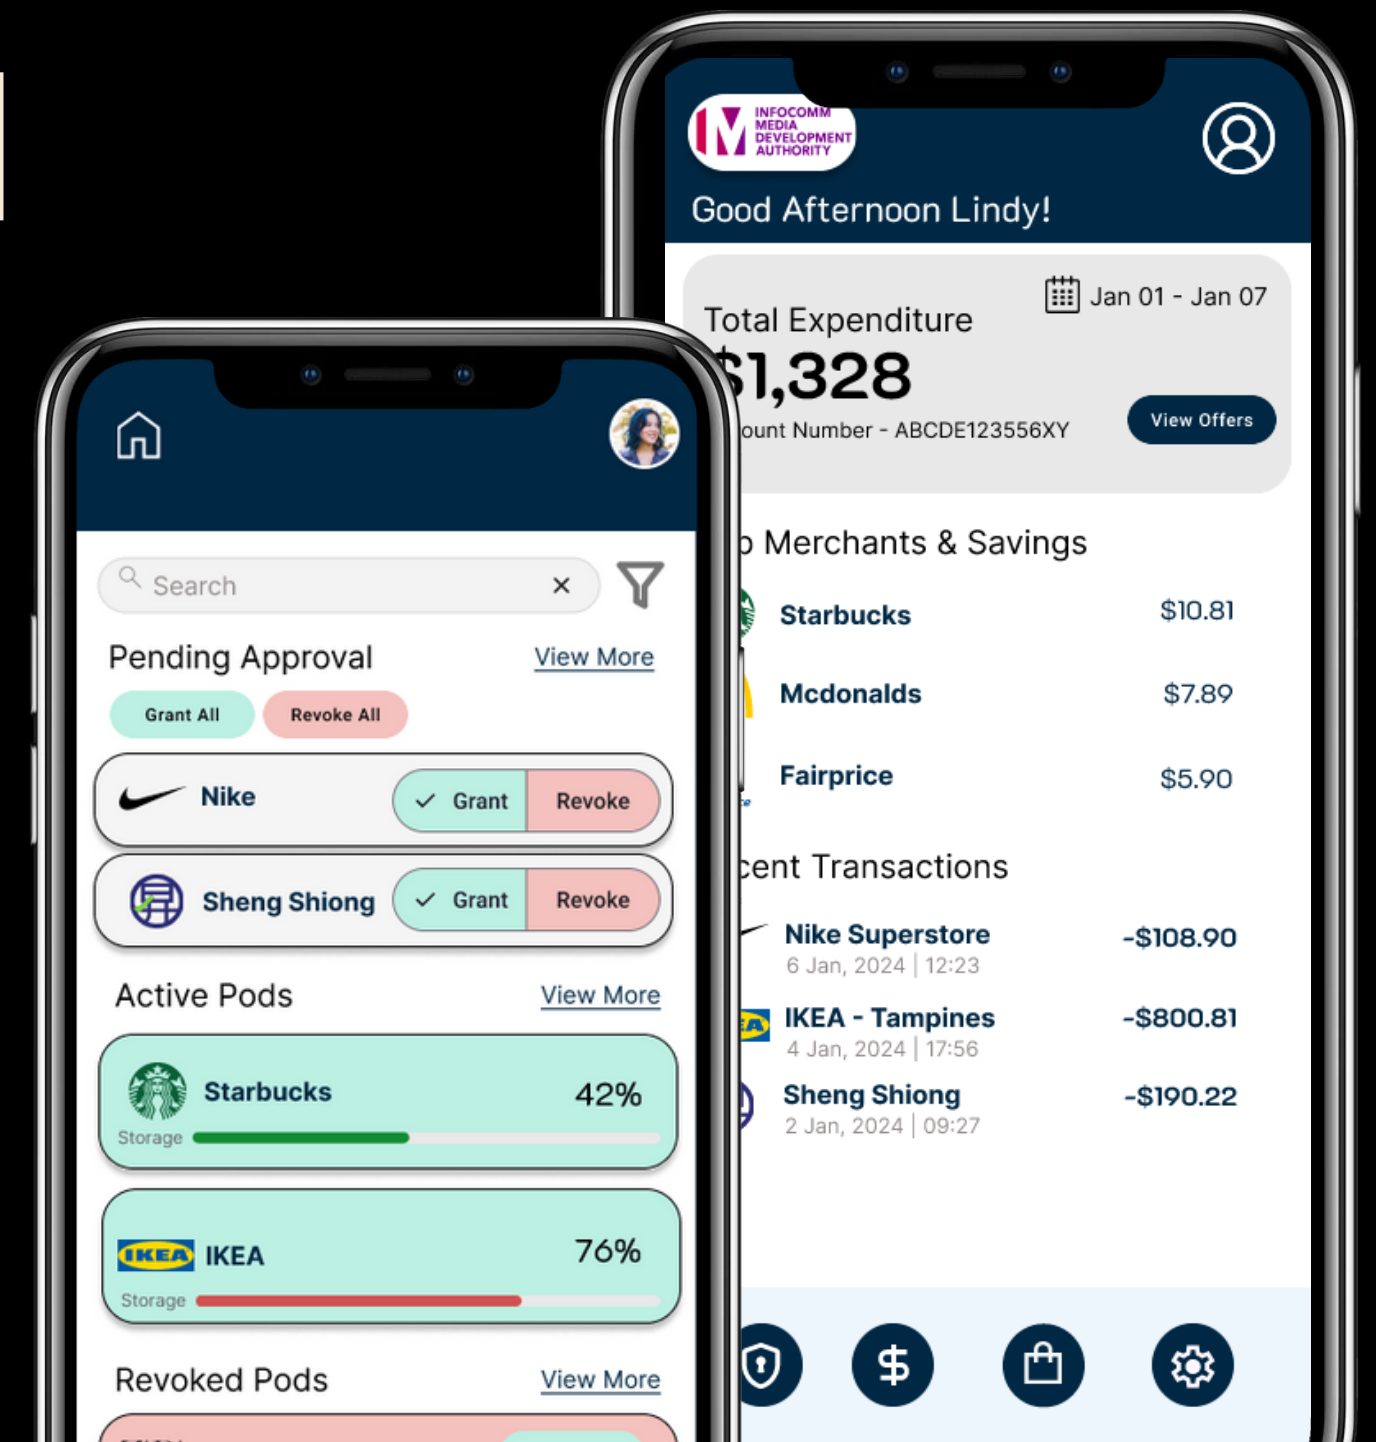 INFOCOMM
MEDIA
DEVELOPMENT
AUTHORITY
Good Afternoon Lindy!
Jan 01 - Jan 07
Total Expenditure
$1,328
ount Number - ABCDE123556XY
View Offers
Merchants & Savings
Starbucks $10.81
Mcdonalds $7.89
Fairprice $5.90
cent Transactions
Nike Superstore -$108.90
6 Jan, 2024 | 12:23
IKEA - Tampines -$800.81
4 Jan, 2024 | 17:56
Sheng Shiong -$190.22
2 Jan, 2024 | 09:27
Search
Pending Approval View More
Grant All Revoke All
Nike Grant Revoke
Sheng Shiong Grant Revoke
Active Pods View More
Starbucks 42%
Storage
IKEA IKEA 76%
Storage
Revoked Pods View More